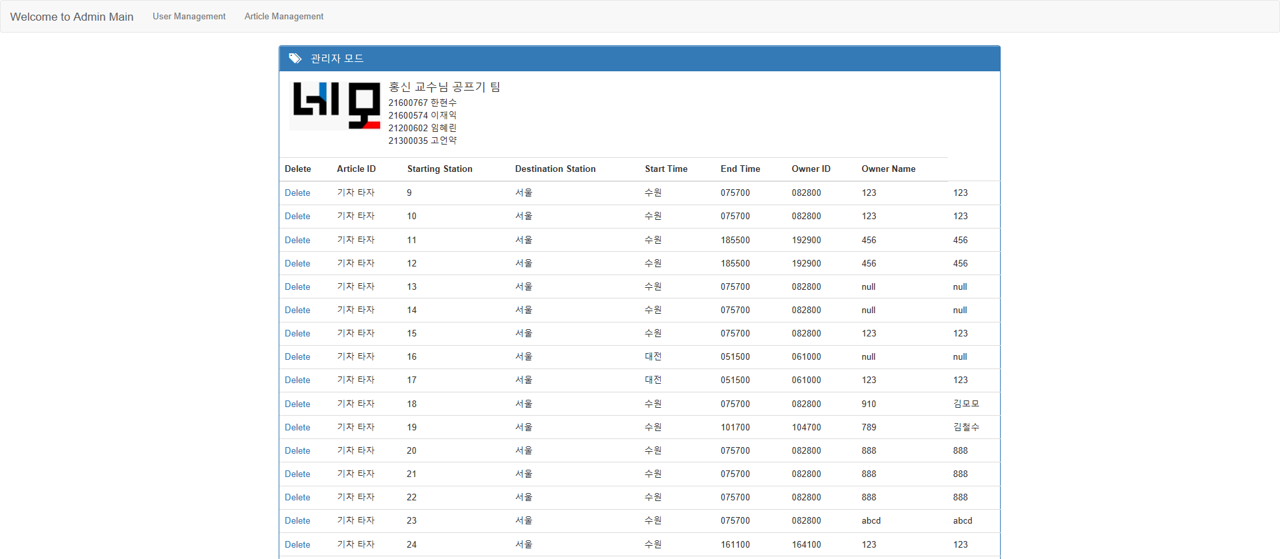 Welcome to Admin Main User Management Article Management
관리자 모드
네모
홍신 교수님 공프기 팀
21600767 한현수
21600574 이재익
21200602 임혜린
21300035 고언약
Delete Article ID Starting Station Destination Station Start Time End Time Owner ID Owner Name
Delete 기차 타자 9 서울 수원 075700 082800 123 123
Delete 기차 타자 10 서울 수원 075700 082800 123 123
Delete 기차 타자 11 서울 수원 185500 192900 456 456
Delete 기차 타자 12 서울 수원 185500 192900 456 456
Delete 기차 타자 13 서울 수원 075700 082800 null null
Delete 기차 타자 14 서울 수원 075700 082800 null null
Delete 기차 타자 15 서울 수원 075700 082800 123 123
Delete 기차 타자 16 서울 대전 051500 061000 null null
Delete 기차 타자 17 서울 대전 051500 061000 123 123
Delete 기차 타자 18 서울 수원 075700 082800 910 김모모
Delete 기차 타자 19 서울 수원 101700 104700 789 김철수
Delete 기차 타자 20 서울 수원 075700 082800 888 888
Delete 기차 타자 21 서울 수원 075700 082800 888 888
Delete 기차 타자 22 서울 수원 075700 082800 888 888
Delete 기차 타자 23 서울 수원 075700 082800 abcd abcd
Delete 기차 타자 24 서울 수원 161100 164100 123 123